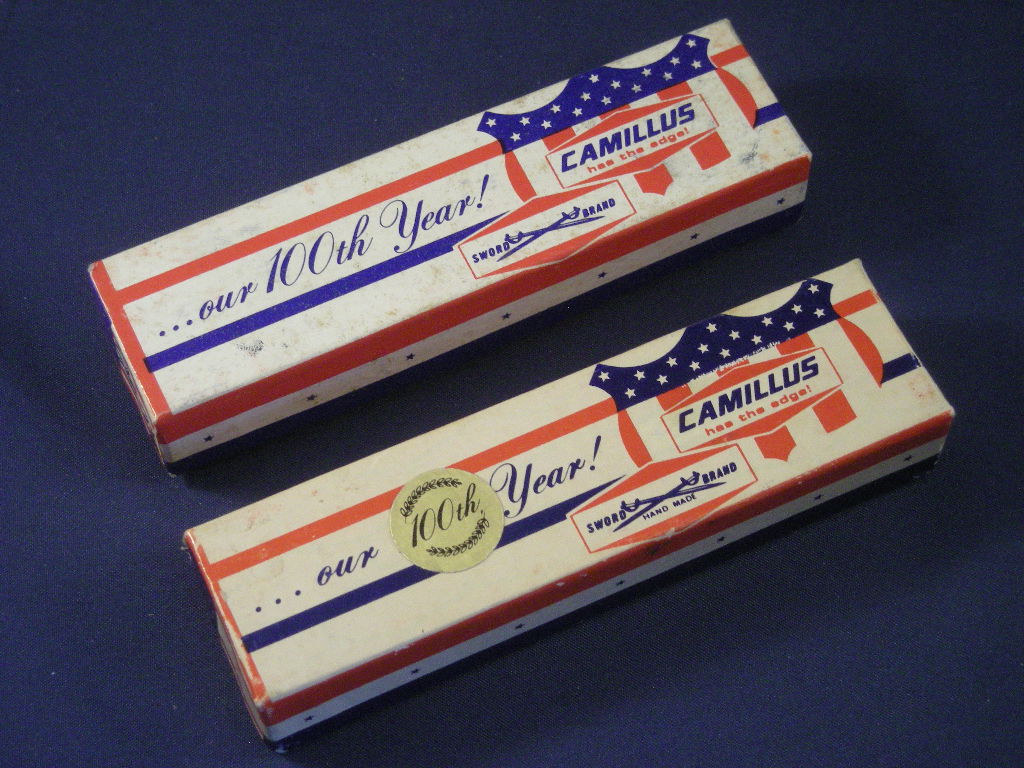 CAMILLUS
has the edge!
...our 100th Year!
SWORD BRAND
CAMILLUS
has the edge!
...our 100th Year!
SWORD BRAND
HAND MADE